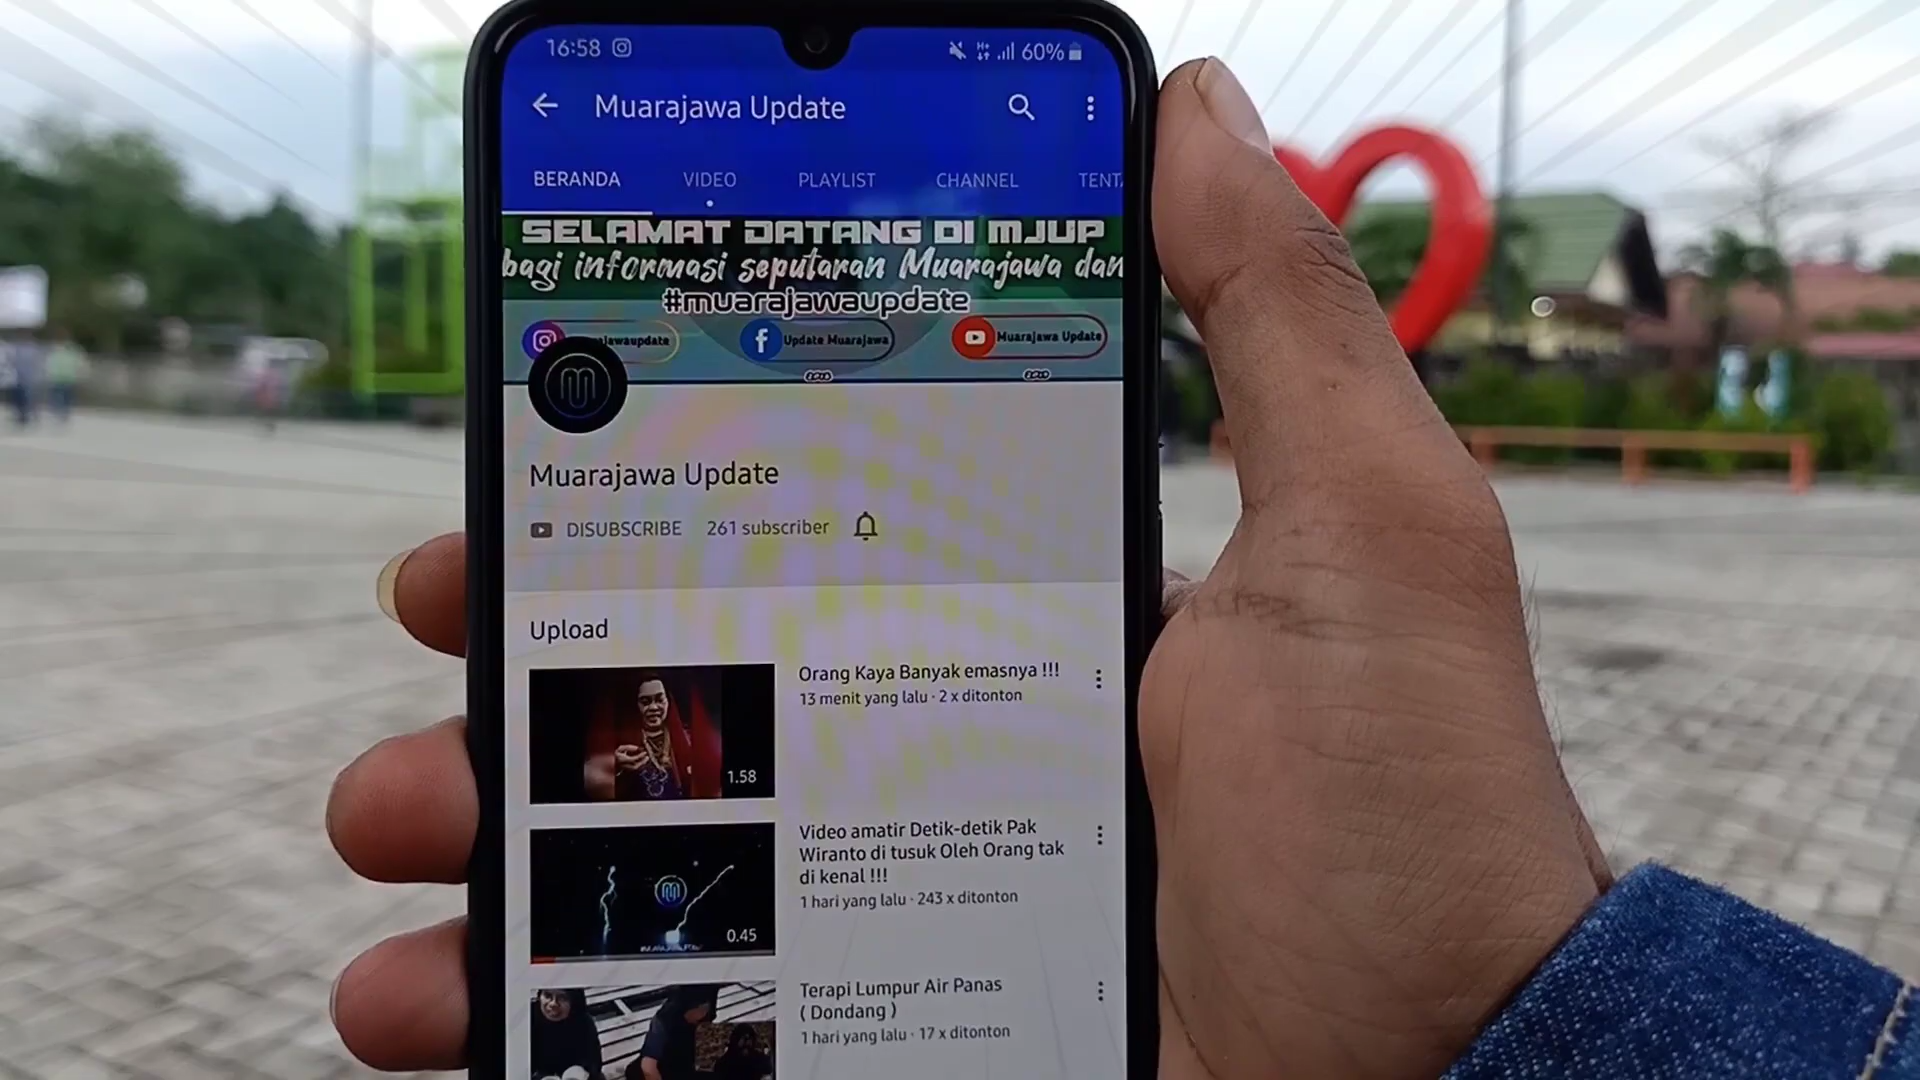 16:58
60%
Muarajawa Update
BERANDA VIDEO PLAYLIST CHANNEL TENT
SELAMAT DATANG DI MJUP
bagi informasi seputaran Muarajawa dan
#muarajawaupdate
jawaupdate Update Muarajawa Muarajawa Update
Muarajawa Update
DISUBSCRIBE 261 subscriber
Upload
Orang Kaya Banyak emasnya !!!
13 menit yang lalu · 2 x ditonton
1.58
Video amatir Detik-detik Pak
Wiranto di tusuk Oleh Orang tak
di kenal !!!
1 hari yang lalu · 243 x ditonton
0.45
Terapi Lumpur Air Panas
( Dondang )
1 hari yang lalu · 17 x ditonton